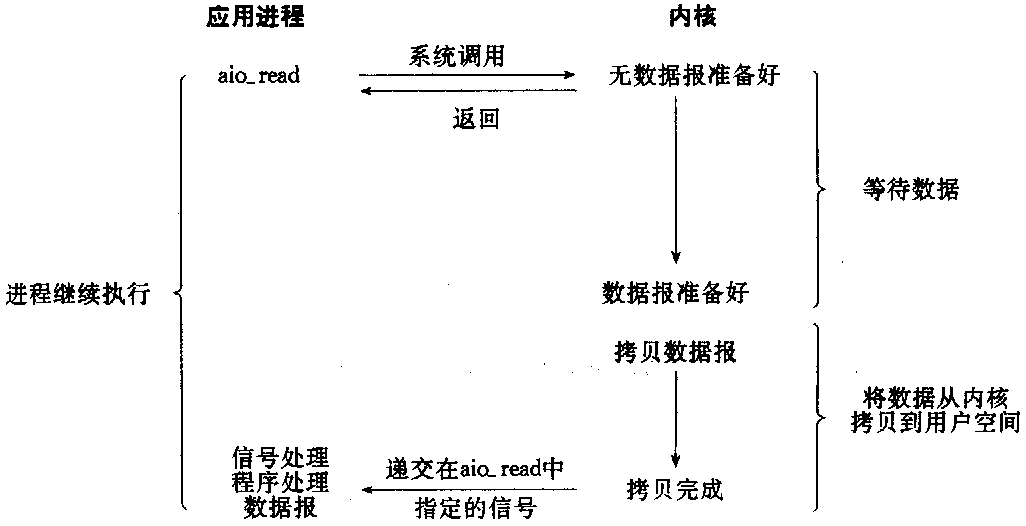 应用进程
内核
aio_read
系统调用
无数据报准备好
返回
等待数据
进程继续执行
数据报准备好
拷贝数据报
将数据从内核
拷贝到用户空间
信号处理
程序处理
数据报
递交在aio_read中
指定的信号
拷贝完成